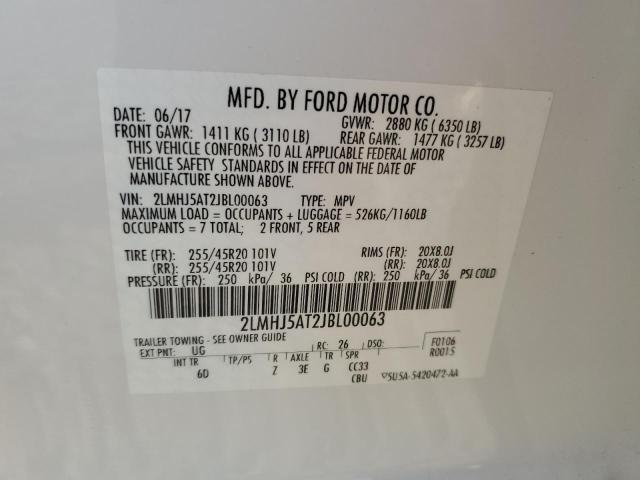 MFD. BY FORD MOTOR CO.
DATE: 06/17 GVWR: 2880 KG ( 6350 LB)
FRONT GAWR: 1411 KG ( 3110 LB) REAR GAWR: 1477 KG ( 3257 LB)
THIS VEHICLE CONFORMS TO ALL APPLICABLE FEDERAL MOTOR
VEHICLE SAFETY STANDARDS IN EFFECT ON THE DATE OF
MANUFACTURE SHOWN ABOVE.
VIN: 2LMHJ5AT2JBL00063 TYPE: MPV
MAXIMUM LOAD = OCCUPANTS + LUGGAGE = 526KG/1160LB
OCCUPANTS = 7 TOTAL; 2 FRONT, 5 REAR
TIRE (FR): 255/45R20 101V RIMS (FR): 20X8.0J
(RR): 255/45R20 101V (RR): 20X8.0J
PRESSURE (FR): 250 kPa/ 36 PSI COLD (RR): 250 kPa/ 36 PSI COLD
2LMHJ5AT2JBL00063
TRAILER TOWING - SEE OWNER GUIDE
EXT PNT: UG RC: 26 DSO: F0106
R0015
INT TR TP/PS R AXLE TR SPR
6D Z 3E G CC33
CBU 5U5A-5420472-AA